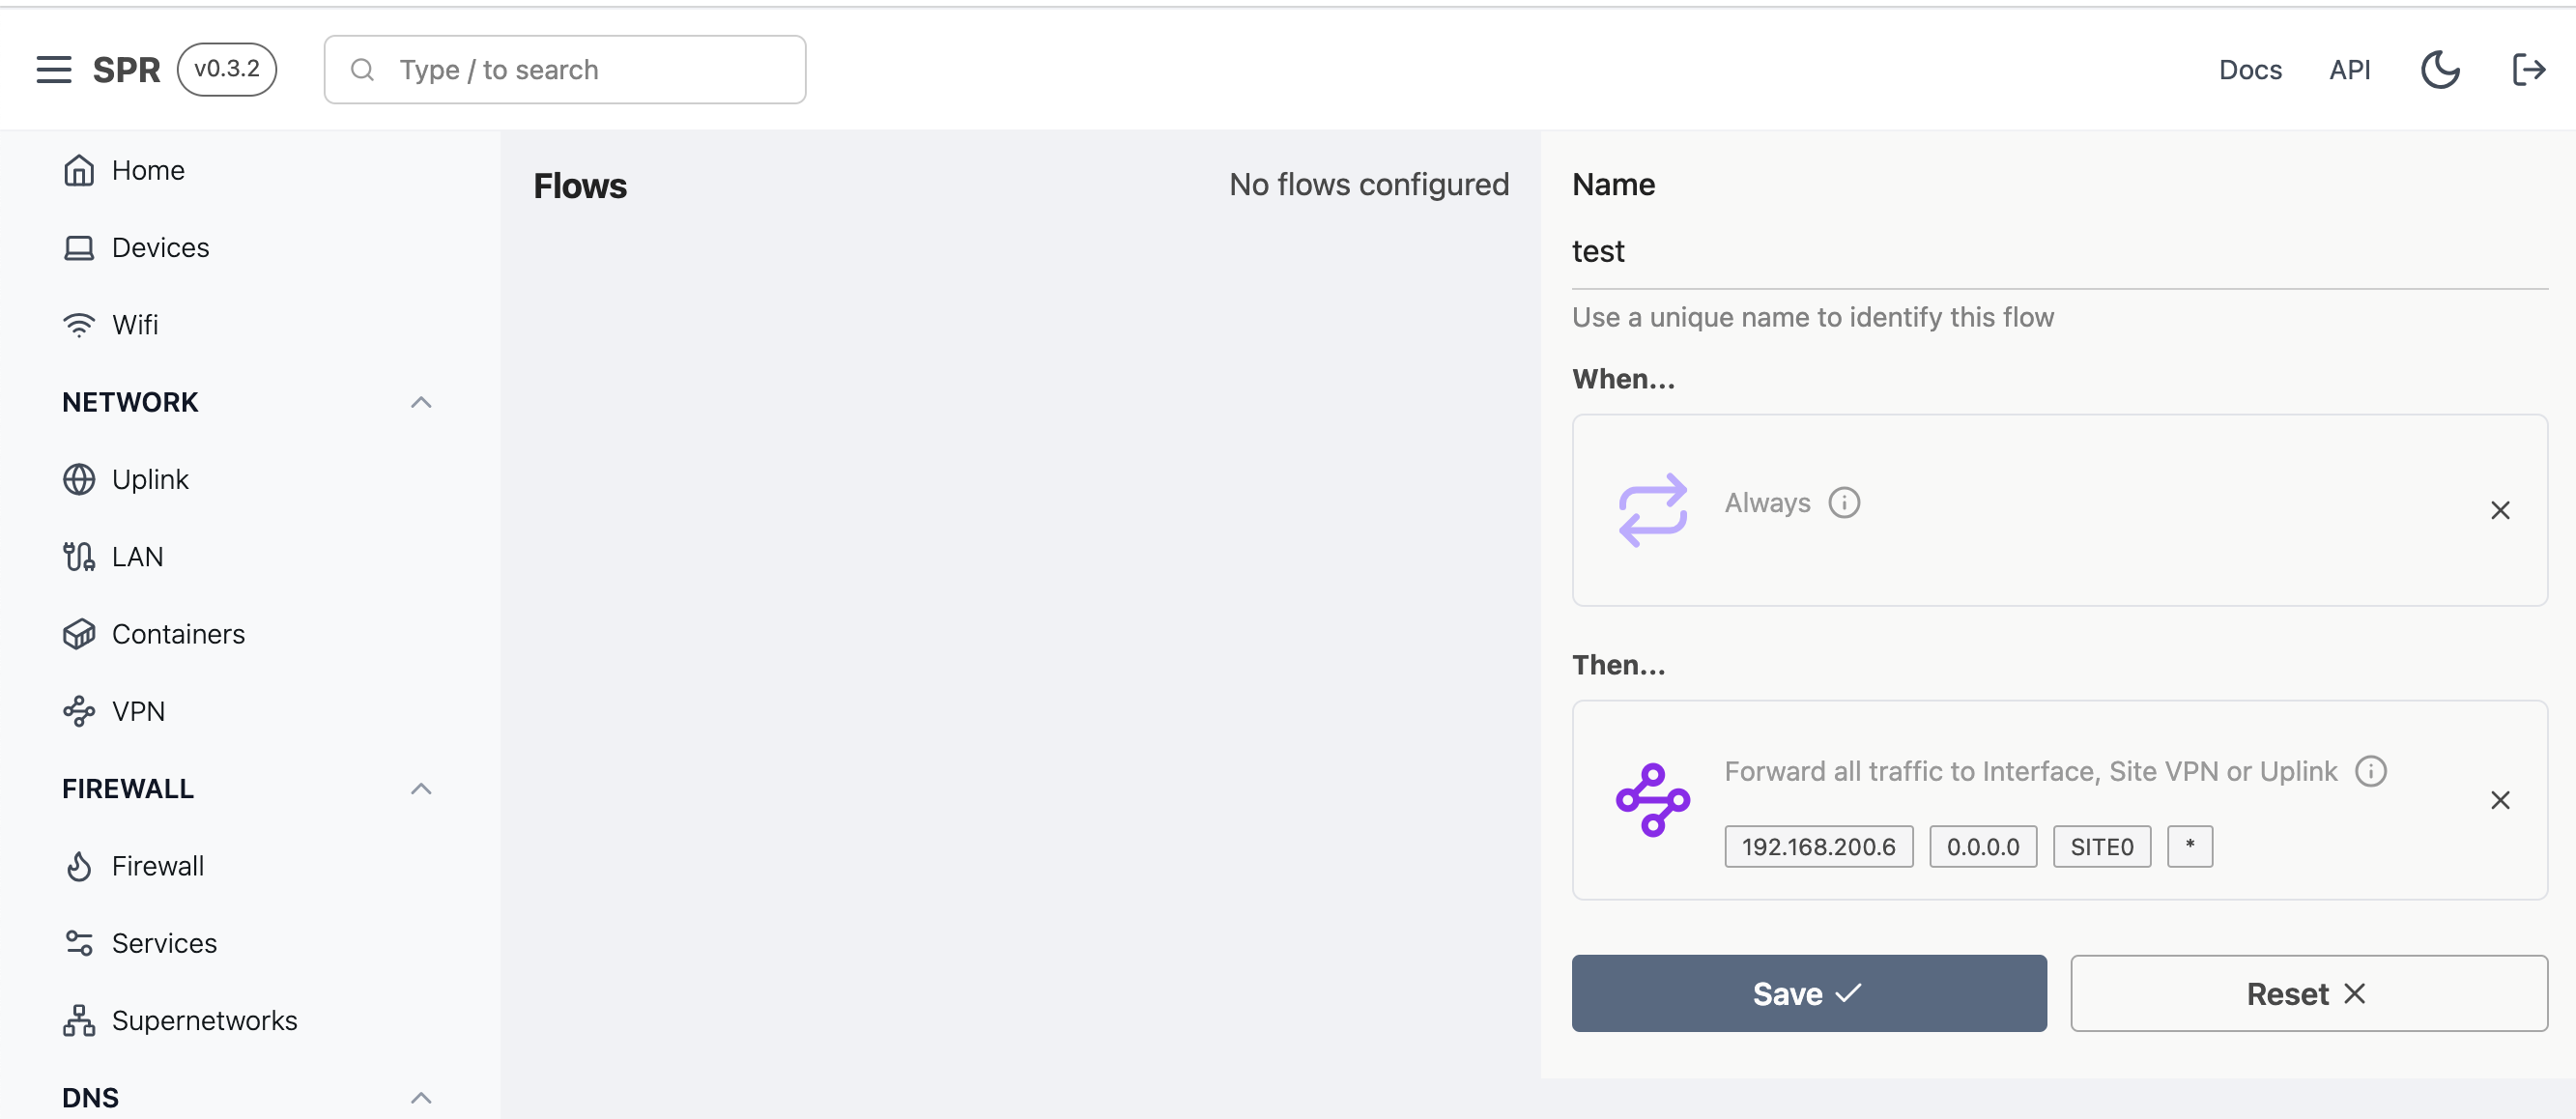 SPR v0.3.2 Type / to search Docs API
Home
Devices
Wifi
NETWORK
Uplink
LAN
Containers
VPN
FIREWALL
Firewall
Services
Supernetworks
DNS
Flows No flows configured
Name
test
Use a unique name to identify this flow
When...
Always
Then...
Forward all traffic to Interface, Site VPN or Uplink
192.168.200.6 0.0.0.0 SITE0 *
Save Reset